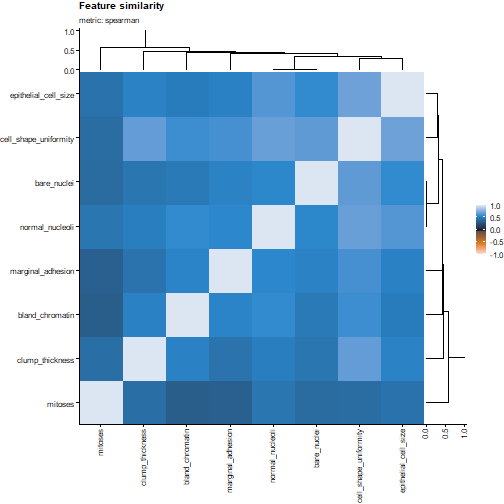 Feature similarity
metric: spearman
1.0
0.5
0.0
epithelial_cell_size
cell_shape_uniformity
bare_nuclei
normal_nucleoli
marginal_adhesion
bland_chromatin
clump_thickness
mitoses
1.0
0.5
0.0
-0.5
-1.0
mitoses
clump_thickness
bland_chromatin
marginal_adhesion
normal_nucleoli
bare_nuclei
cell_shape_uniformity
epithelial_cell_size
0.0
0.5
1.0